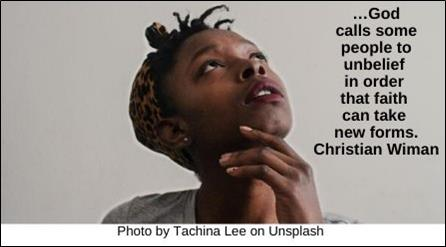 …God
calls some
people to
unbelief
in order
that faith
can take
new forms.
Christian Wiman
Photo by Tachina Lee on Unsplash